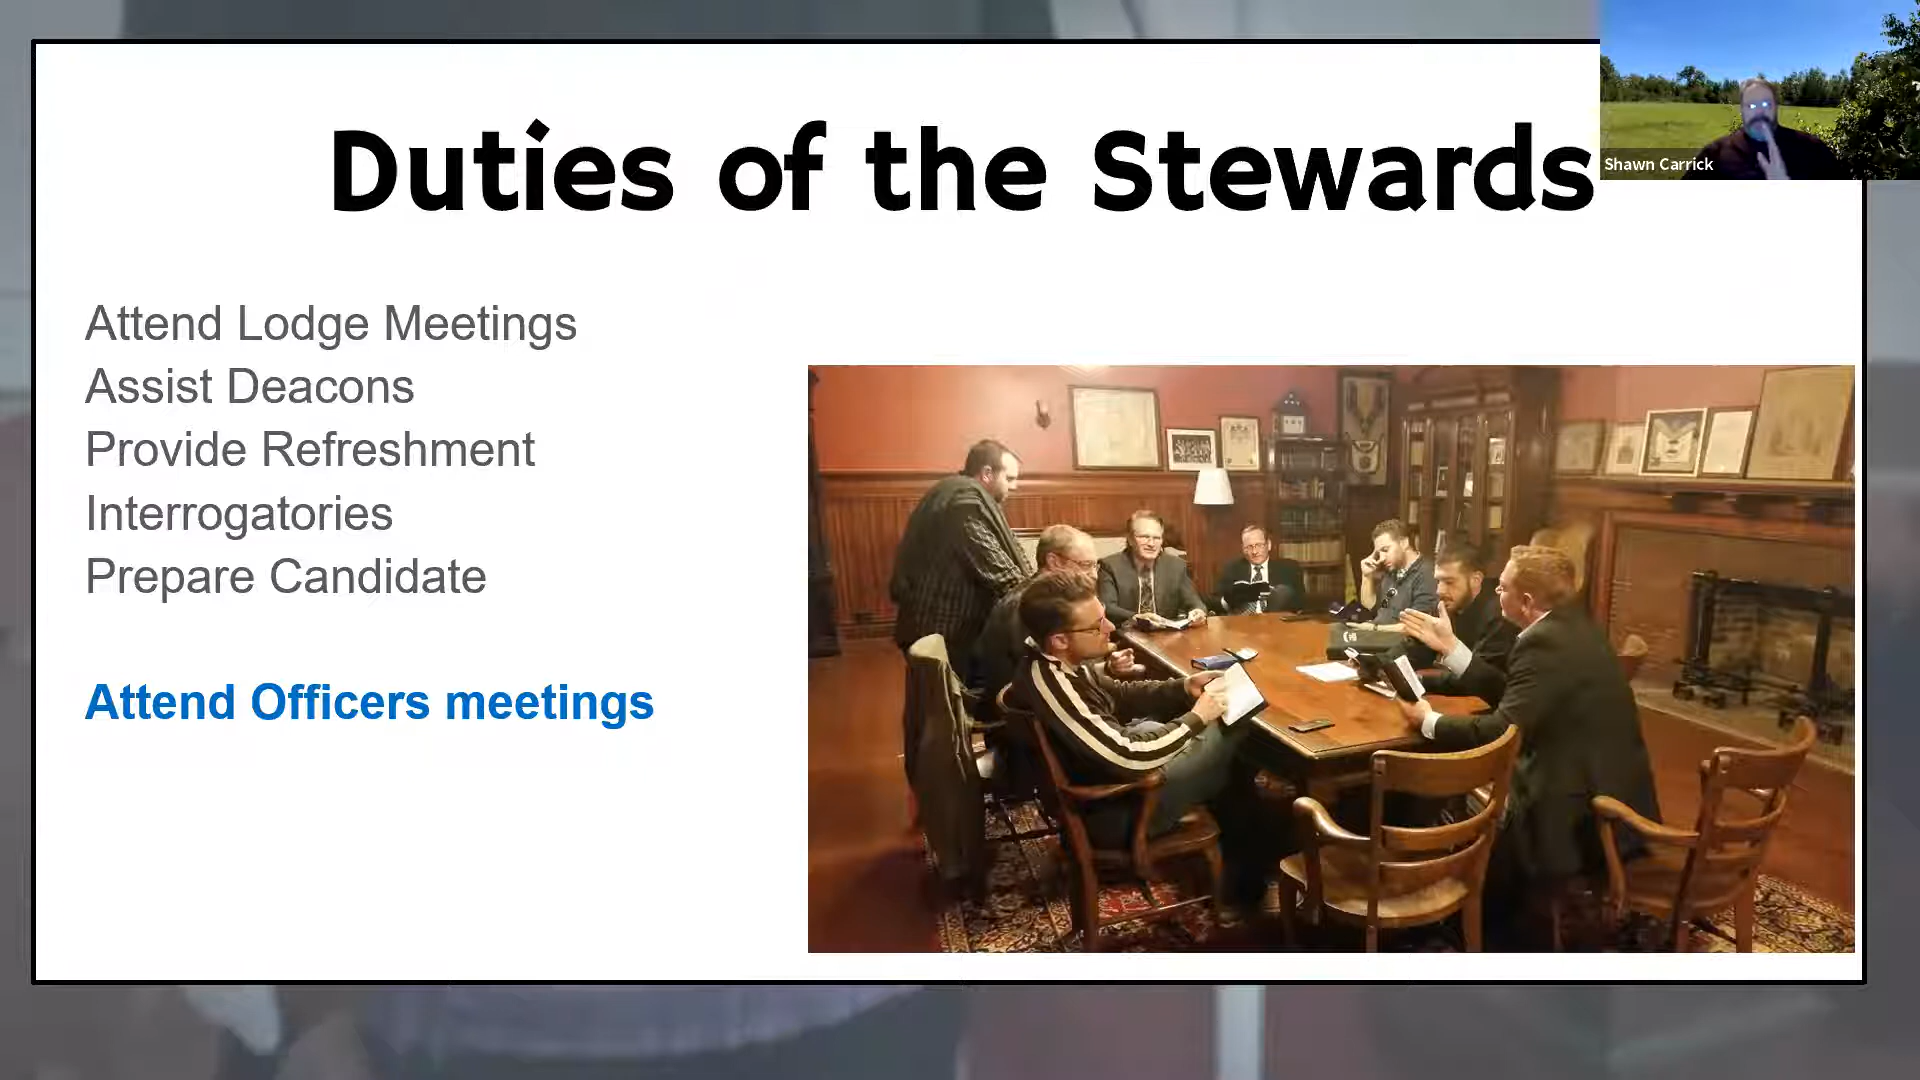 Duties of the Stewards
Shawn Carrick
Attend Lodge Meetings
Assist Deacons
Provide Refreshment
Interrogatories
Prepare Candidate
Attend Officers meetings